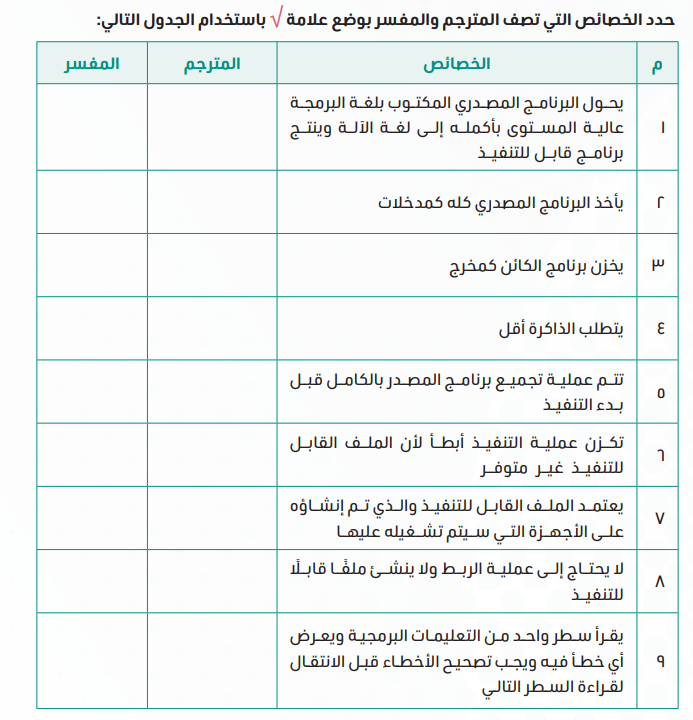 حدد الخصائص التي تصف المترجم والمفسر بوضع علامة √ باستخدام الجدول التالي:
م الخصائص المترجم المفسر
١ يحول البرنامج المصدري المكتوب بلغة البرمجة
عالية المستوى بأكمله إلى لغة الآلة وينتج
برنامج قابل للتنفيذ
٢ يأخذ البرنامج المصدري كله كمدخلات
٣ يخزن برنامج الكائن كمخرج
٤ يتطلب الذاكرة أقل
٥ تتم عملية تجميع برنامج المصدر بالكامل قبل
بدء التنفيذ
٦ تكزن عملية التنفيذ أبطأ لأن الملف القابل
للتنفيذ غير متوفر
٧ يعتمد الملف القابل للتنفيذ والذي تم إنشاؤه
على الأجهزة التي سيتم تشغيله عليها
٨ لا يحتاج إلى عملية الربط ولا ينشئ ملفًا قابلًا
للتنفيذ
٩ يقرأ سطر واحد من التعليمات البرمجية ويعرض
أي خطأ فيه ويجب تصحيح الأخطاء قبل الانتقال
لقراءة السطر التالي